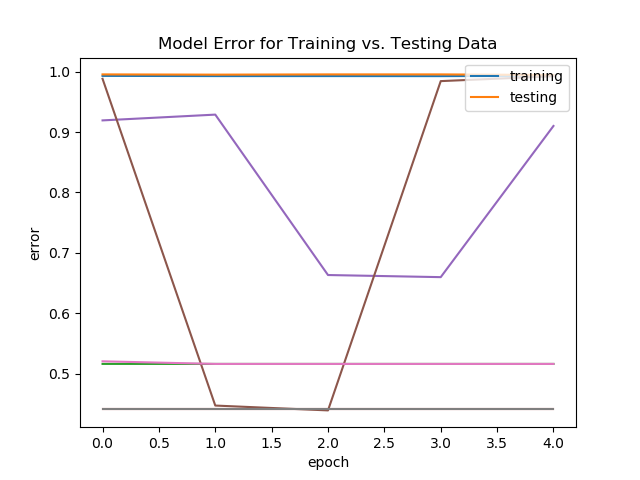 Model Error for Training vs. Testing Data
1.0
0.9
0.8
0.7
0.6
0.5
error
training
testing
0.0 0.5 1.0 1.5 2.0 2.5 3.0 3.5 4.0
epoch